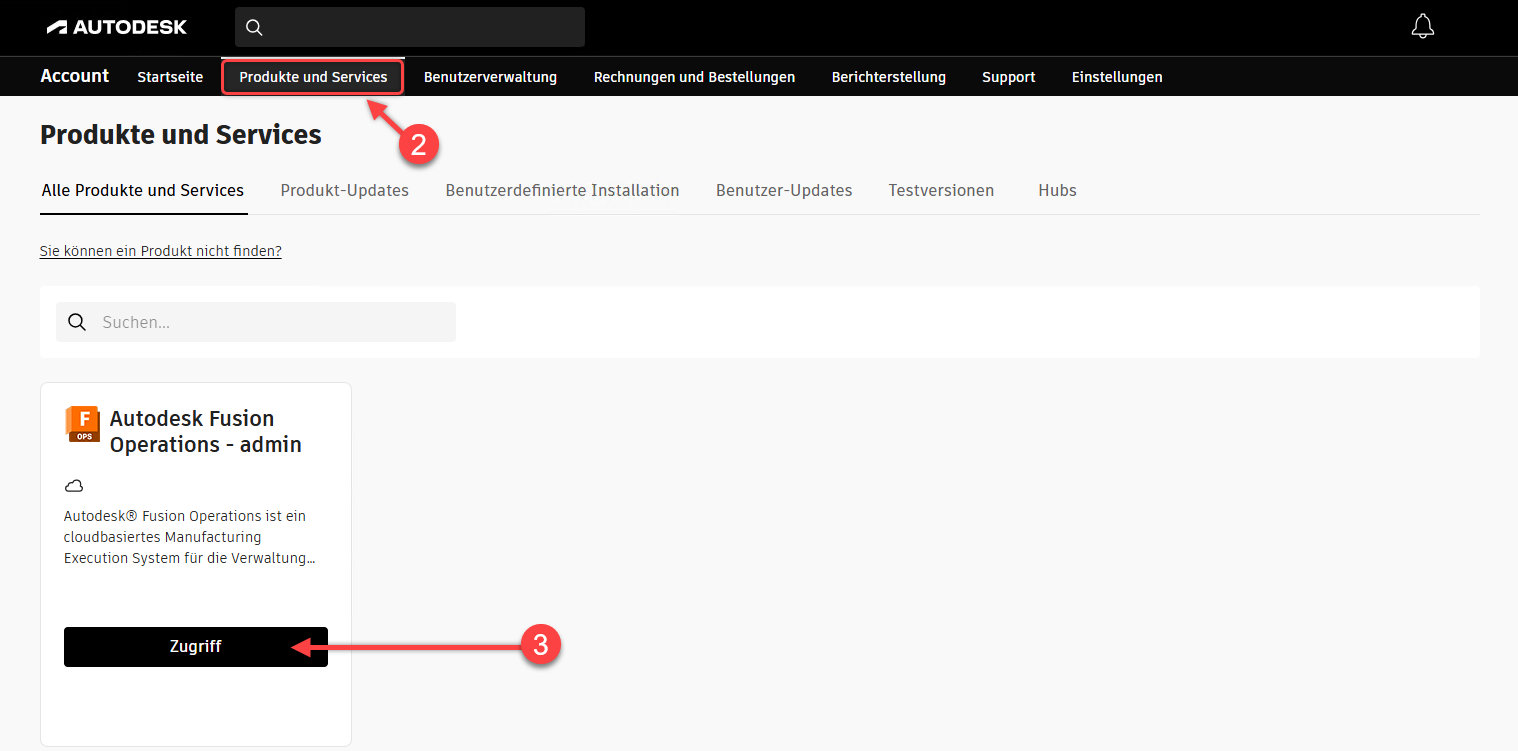 AUTODESK
Account Startseite Produkte und Services Benutzerverwaltung Rechnungen und Bestellungen Berichterstellung Support Einstellungen
2
Produkte und Services
Alle Produkte und Services Produkt-Updates Benutzerdefinierte Installation Benutzer-Updates Testversionen Hubs
Sie können ein Produkt nicht finden?
Suchen...
F
OPS
Autodesk Fusion
Operations - admin
Autodesk® Fusion Operations ist ein
cloudbasiertes Manufacturing
Execution System für die Verwaltung...
Zugriff
3